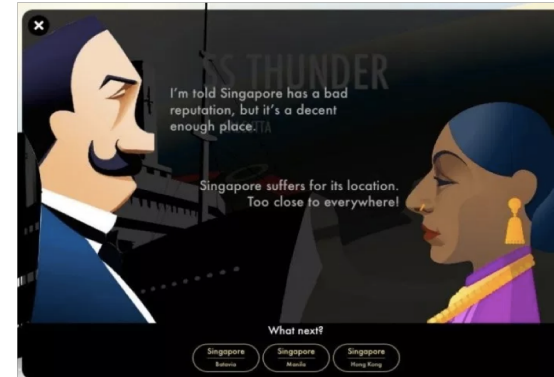 SS THUNDER
I'm told Singapore has a bad
reputation, but it's a decent
enough place.
Singapore suffers for its location.
Too close to everywhere!
What next?
Singapore
Batavia
Singapore
Manila
Singapore
Hong Kong